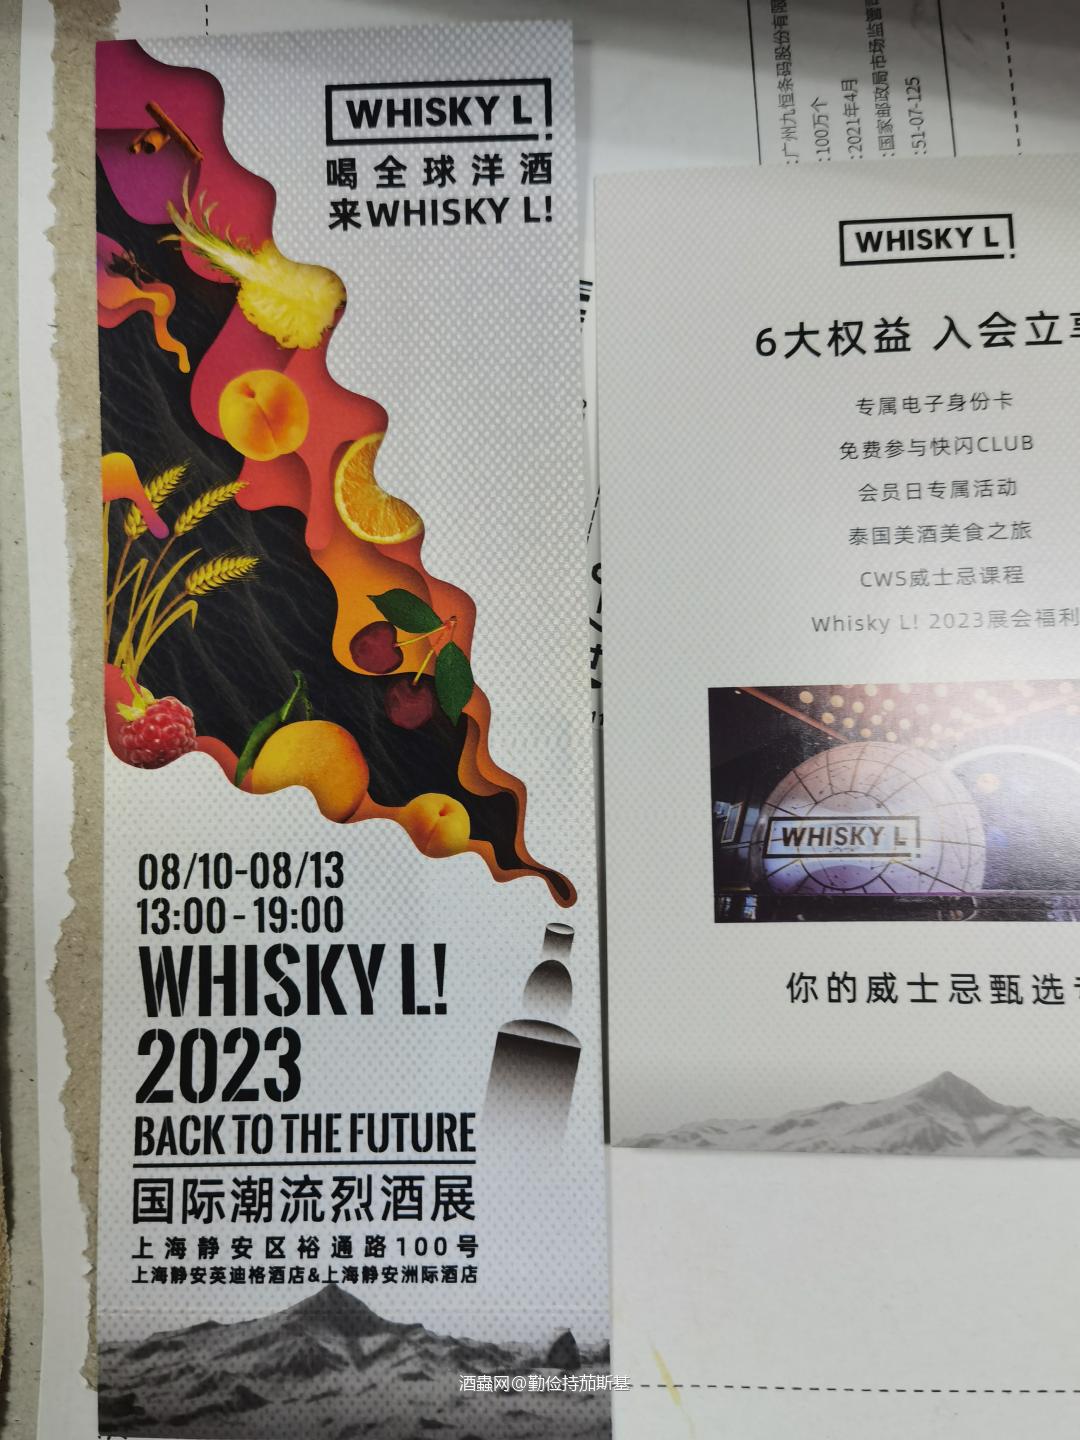 WHISKY L!
喝全球洋酒
来WHISKY L!
08/10-08/13
13:00-19:00
WHISKY L!
2023
BACK TO THE FUTURE
国际潮流烈酒展
上海静安区裕通路100号
上海静安英迪格酒店&上海静安洲际酒店
:广州九恒条码股份有限
:100万个
:2021年4月
:国家邮政局市场监管
:51-07-125
WHISKY L!
6大权益 入会立享
专属电子身份卡
免费参与快闪CLUB
会员日专属活动
泰国美酒美食之旅
CWS威士忌课程
Whisky L! 2023展会福利
WHISKY L!
你的威士忌甄选
酒蟲网@勤俭持茄斯基